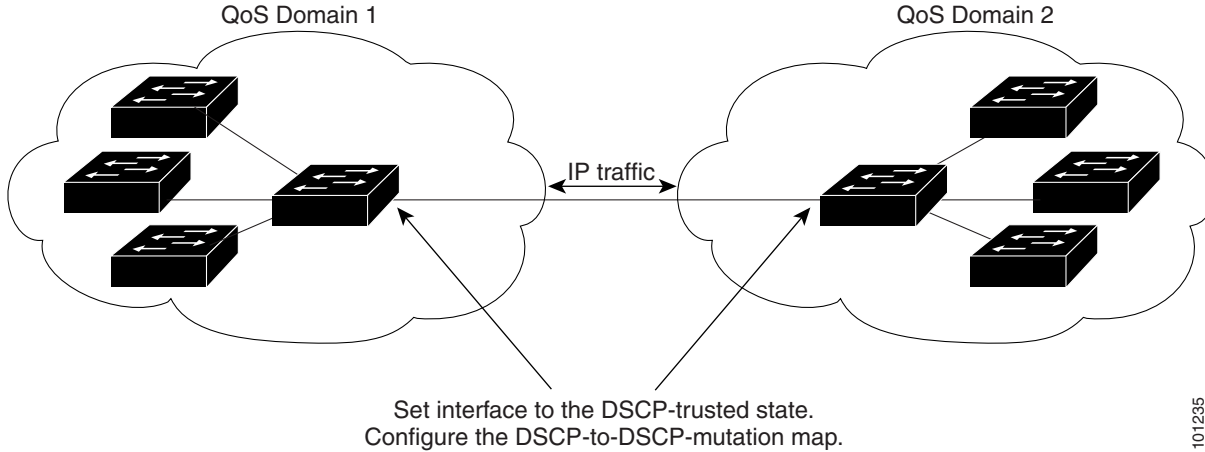 QoS Domain 1
QoS Domain 2
IP traffic
Set interface to the DSCP-trusted state.
Configure the DSCP-to-DSCP-mutation map.
101235